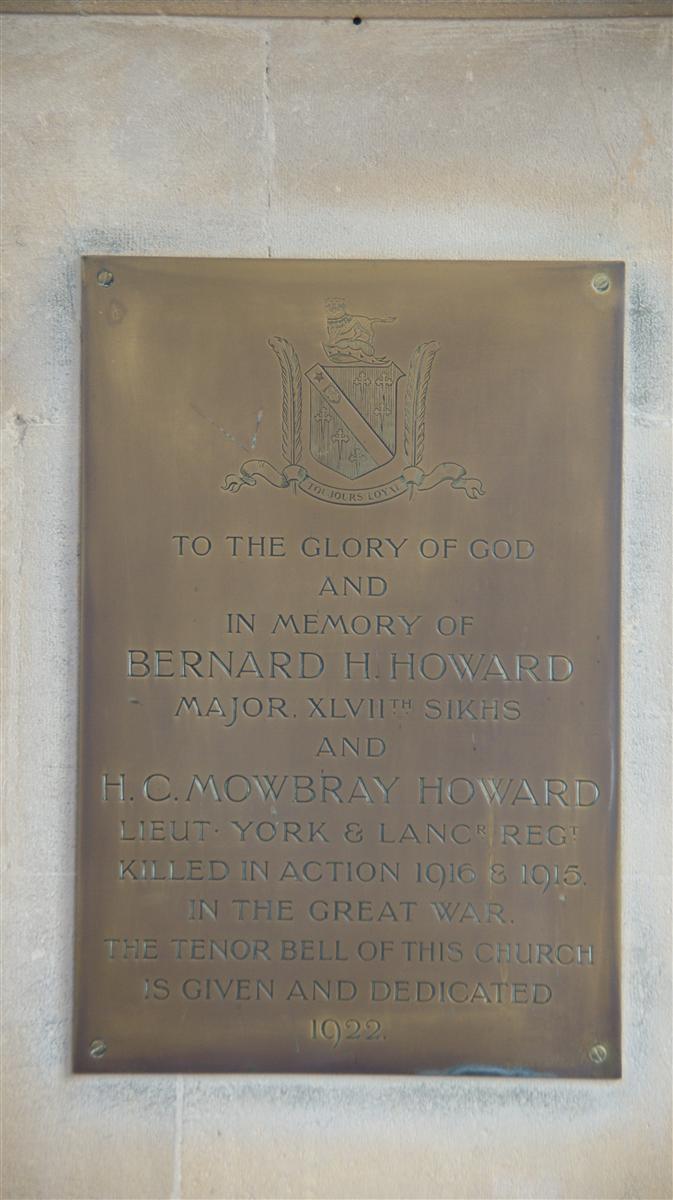 TOUJOURS LOYAL
TO THE GLORY OF GOD
AND
IN MEMORY OF
BERNARD H. HOWARD
MAJOR. XLVIITH SIKHS
AND
H. C. MOWBRAY HOWARD
LIEUT· YORK & LANCR REGT
KILLED IN ACTION 1916 & 1915.
IN THE GREAT WAR.
THE TENOR BELL OF THIS CHURCH
IS GIVEN AND DEDICATED
1922.